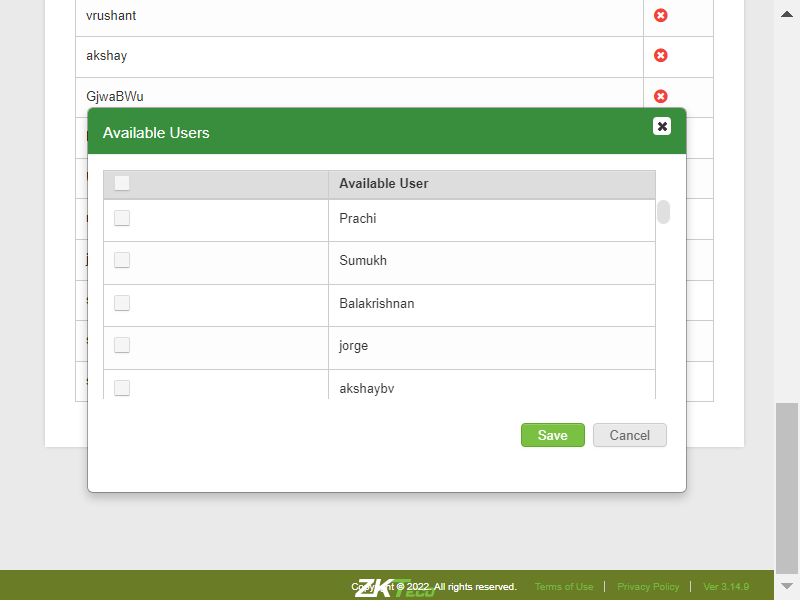 vrushant
akshay
GjwaBWu
Available Users
Available User
Prachi
Sumukh
Balakrishnan
jorge
akshaybv
Save
Cancel
ZKTeco
Copyright © 2022. All rights reserved.
Terms of Use
Privacy Policy
Ver 3.14.9